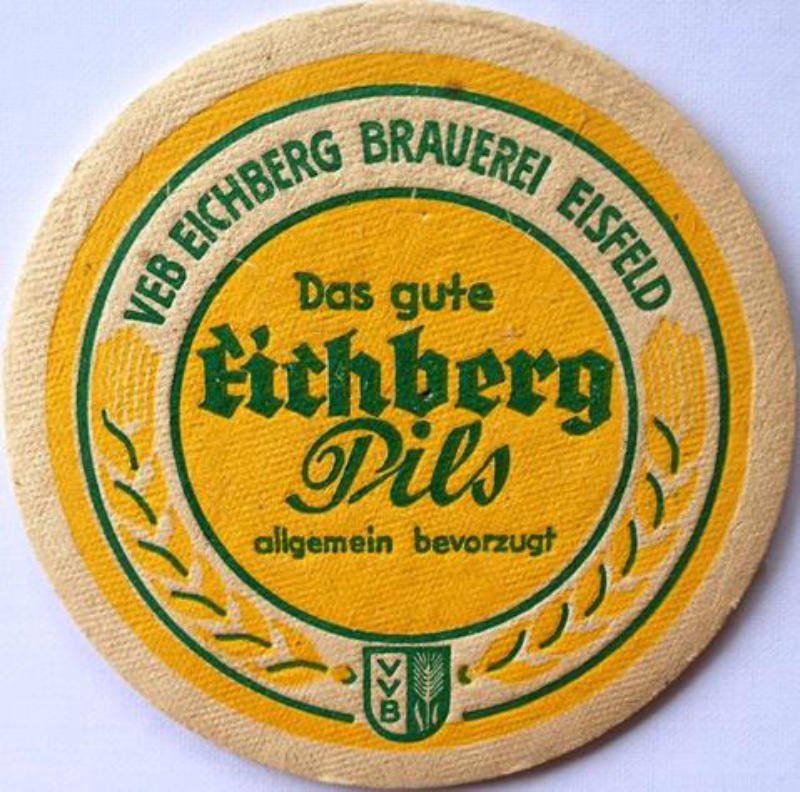 VEB EICHBERG BRAUEREI EISFELD
Das gute
Eichberg
Pils
allgemein bevorzugt
VVB